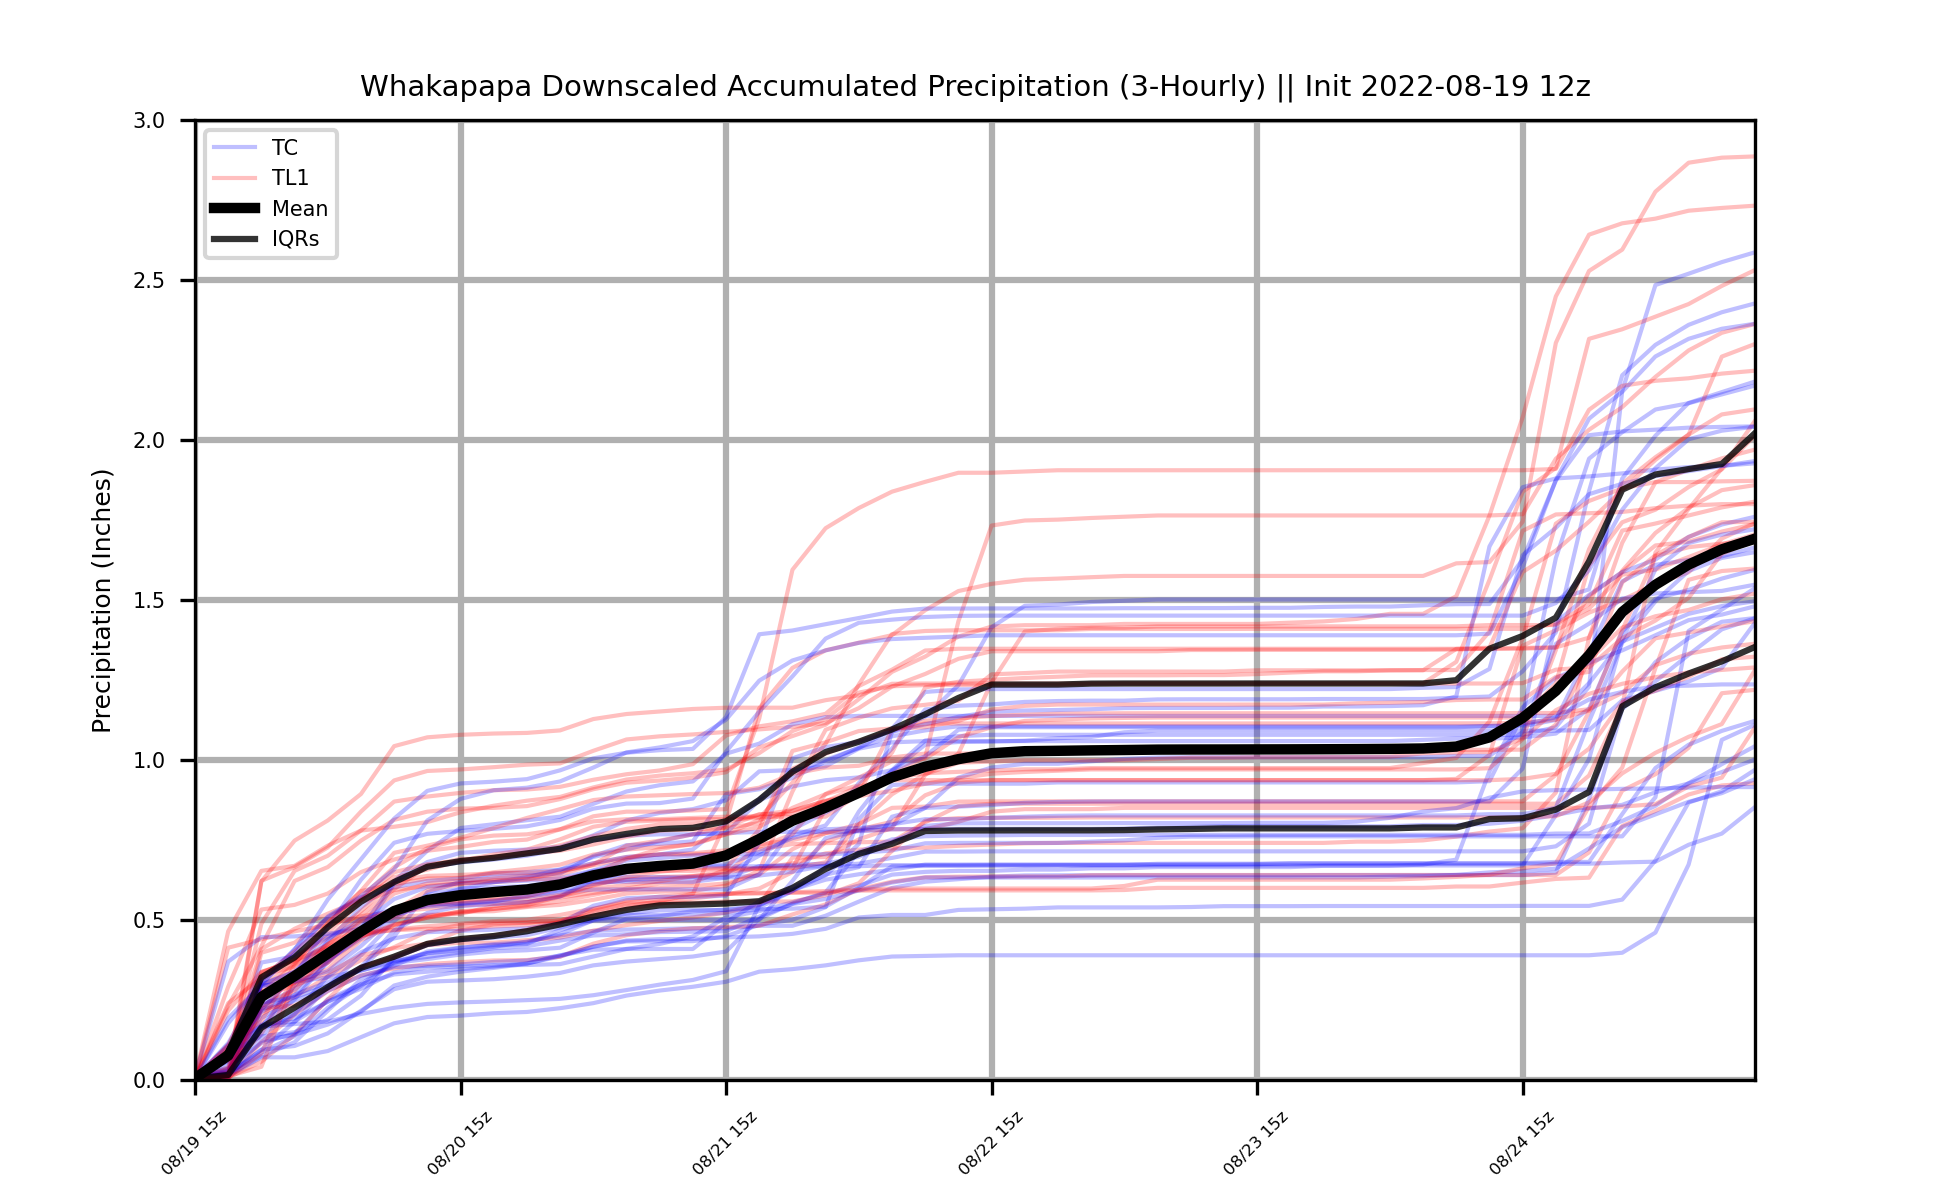 Whakapapa Downscaled Accumulated Precipitation (3-Hourly) || Init 2022-08-19 12z
3.0
2.5
2.0
1.5
1.0
0.5
0.0
Precipitation (Inches)
TC
TL1
Mean
IQRs
08/19 15z
08/20 15z
08/21 15z
08/22 15z
08/23 15z
08/24 15z